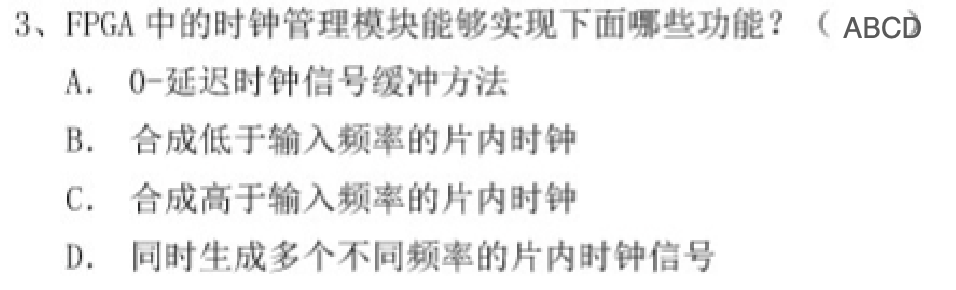 3、FPGA 中的时钟管理模块能够实现下面哪些功能？（ ABCD）
A. 0-延迟时钟信号缓冲方法
B. 合成低于输入频率的片内时钟
C. 合成高于输入频率的片内时钟
D. 同时生成多个不同频率的片内时钟信号